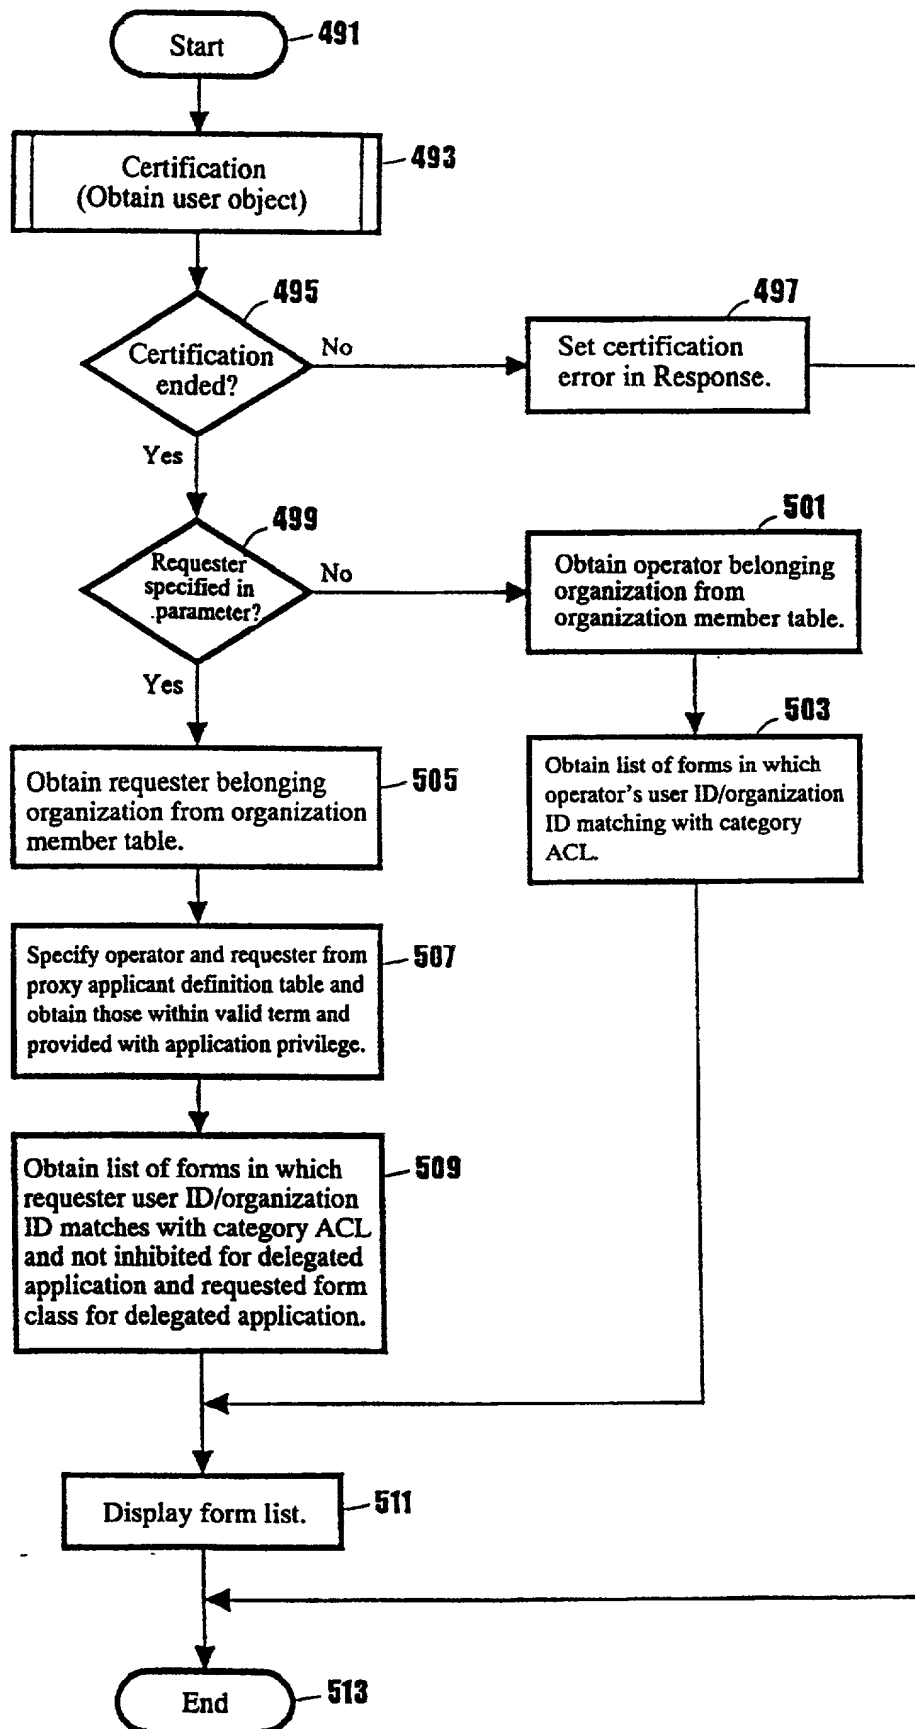 Start
491
Certification
(Obtain user object)
493
495
Certification
ended?
No
Yes
497
Set certification
error in Response.
499
Requester
specified in
.parameter?
No
Yes
501
Obtain operator belonging
organization from
organization member table.
503
Obtain list of forms in which
operator's user ID/organization
ID matching with category
ACL.
505
Obtain requester belonging
organization from organization
member table.
507
Specify operator and requester from
proxy applicant definition table and
obtain those within valid term and
provided with application privilege.
509
Obtain list of forms in which
requester user ID/organization
ID matches with category ACL
and not inhibited for delegated
application and requested form
class for delegated application.
Display form list.
511
End
513